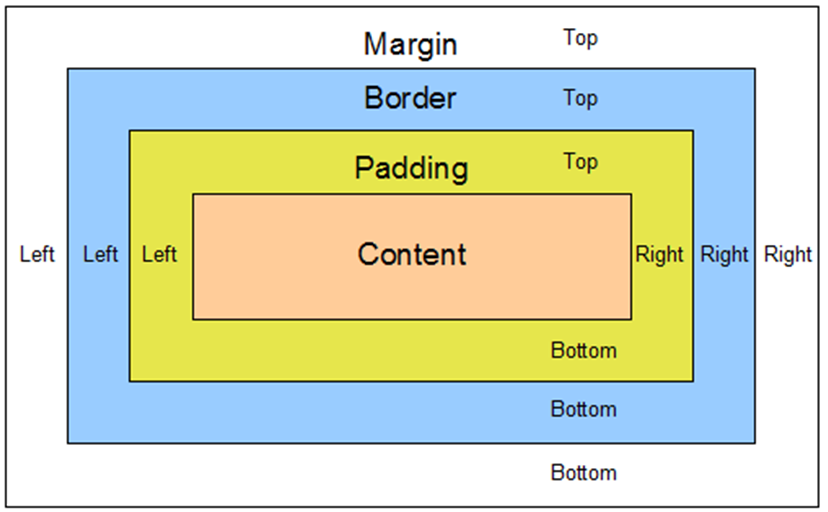 Margin Top
Border Top
Padding Top
Left Left Left Content Right Right Right
Bottom
Bottom
Bottom